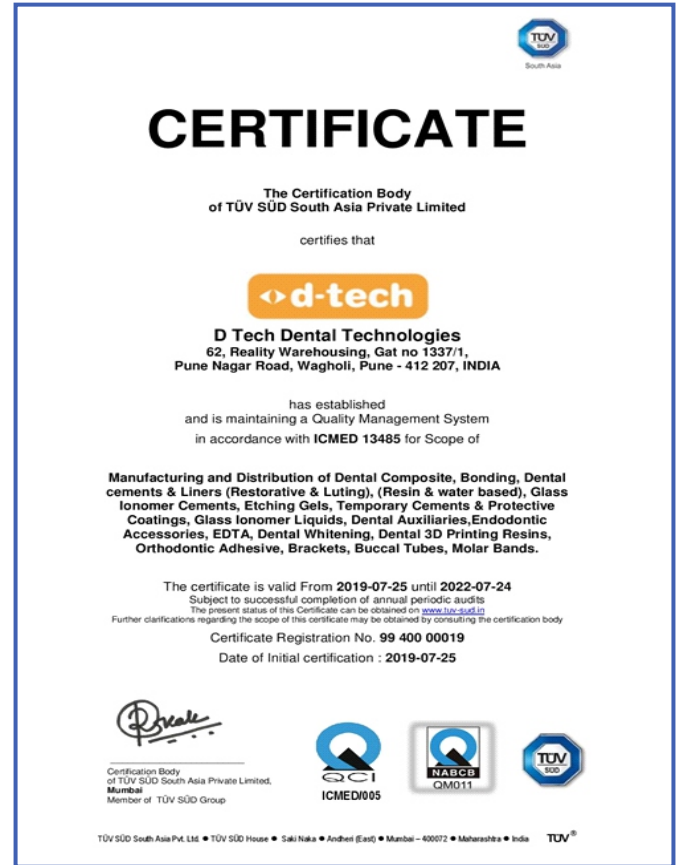 TÜV
SÜD
South Asia
CERTIFICATE
The Certification Body
of TÜV SÜD South Asia Private Limited
certifies that
d-tech
D Tech Dental Technologies
62, Reality Warehousing, Gat no 1337/1,
Pune Nagar Road, Wagholi, Pune - 412 207, INDIA
has established
and is maintaining a Quality Management System
in accordance with ICMED 13485 for Scope of
Manufacturing and Distribution of Dental Composite, Bonding, Dental
cements & Liners (Restorative & Luting), (Resin & water based), Glass
Ionomer Cements, Etching Gels, Temporary Cements & Protective
Coatings, Glass Ionomer Liquids, Dental Auxiliaries,Endodontic
Accessories, EDTA, Dental Whitening, Dental 3D Printing Resins,
Orthodontic Adhesive, Brackets, Buccal Tubes, Molar Bands.
The certificate is valid From 2019-07-25 until 2022-07-24
Subject to successful completion of annual periodic audits
The present status of this Certificate can be obtained on www.tuv-sud.in
Further clarifications regarding the scope of this certificate may be obtained by consulting the certification body
Certificate Registration No. 99 400 00019
Date of Initial certification : 2019-07-25
Certification Body
of TÜV SÜD South Asia Private Limited,
Mumbai
Member of TÜV SÜD Group
QCI
ICMED/005
NABCB
QM011
TÜV
SÜD
TÜV SÜD South Asia Pvt. Ltd. ● TÜV SÜD House ● Saki Naka ● Andheri (East) ● Mumbai – 400072 ● Maharashtra ● India TÜV®